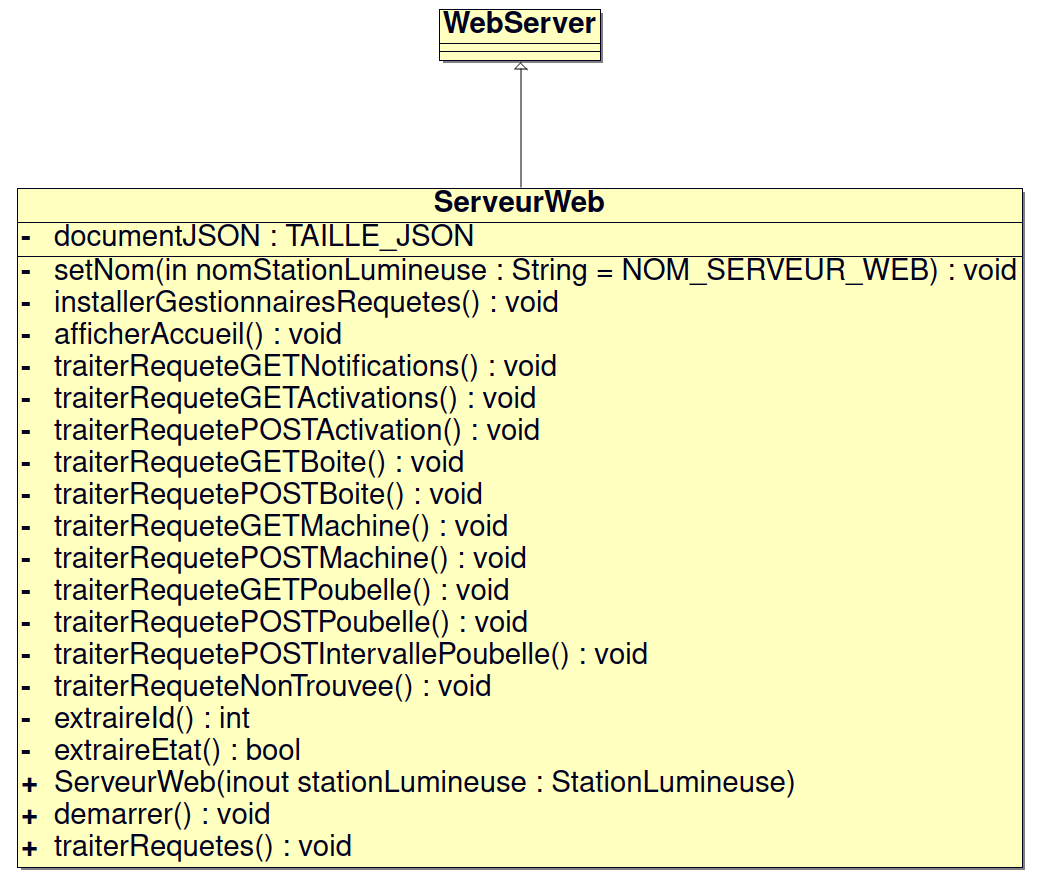 WebServer
ServeurWeb
- documentJSON : TAILLE_JSON
- setNom(in nomStationLumineuse : String = NOM_SERVEUR_WEB) : void
- installerGestionnairesRequetes() : void
- afficherAccueil() : void
- traiterRequeteGETNotifications() : void
- traiterRequeteGETActivations() : void
- traiterRequetePOSTActivation() : void
- traiterRequeteGETBoite() : void
- traiterRequetePOSTBoite() : void
- traiterRequeteGETMachine() : void
- traiterRequetePOSTMachine() : void
- traiterRequeteGETPoubelle() : void
- traiterRequetePOSTPoubelle() : void
- traiterRequetePOSTIntervallePoubelle() : void
- traiterRequeteNonTrouvee() : void
- extraireId() : int
- extraireEtat() : bool
+ ServeurWeb(inout stationLumineuse : StationLumineuse)
+ demarrer() : void
+ traiterRequetes() : void